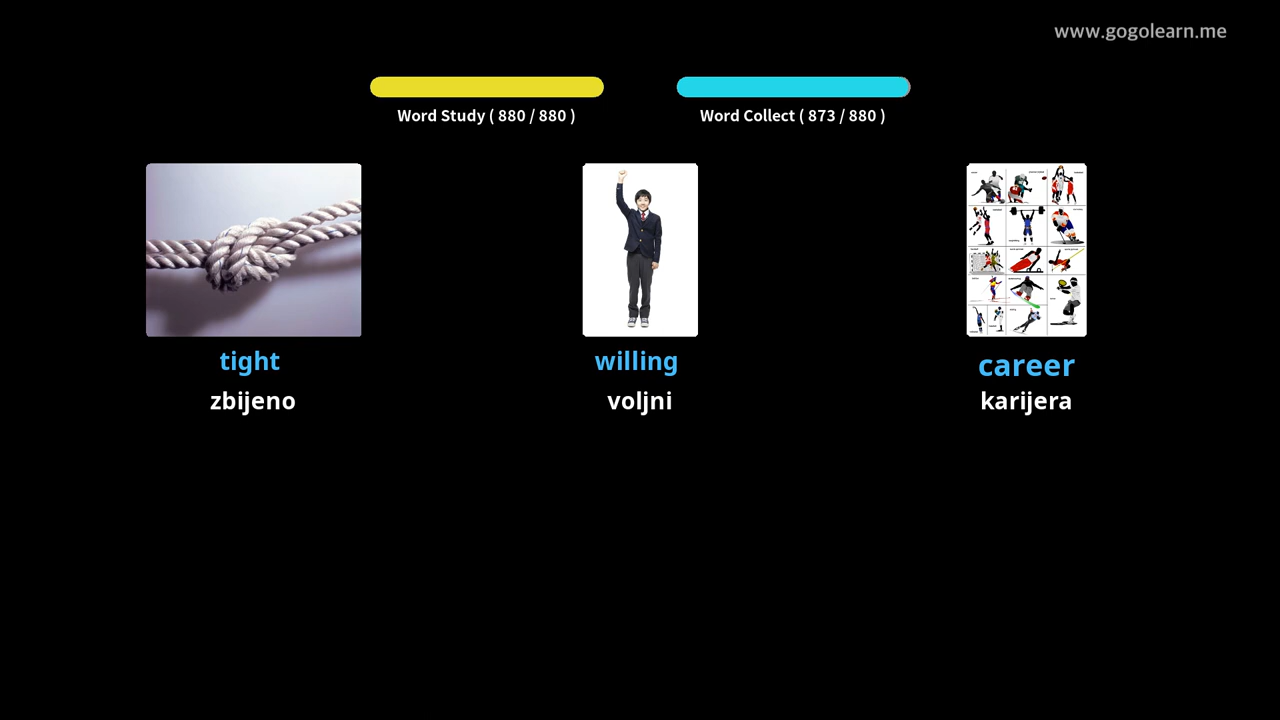 www.gogolearn.me
Word Study ( 880 / 880 )
Word Collect ( 873 / 880 )
tight
willing
career
zbijeno
voljni
karijera